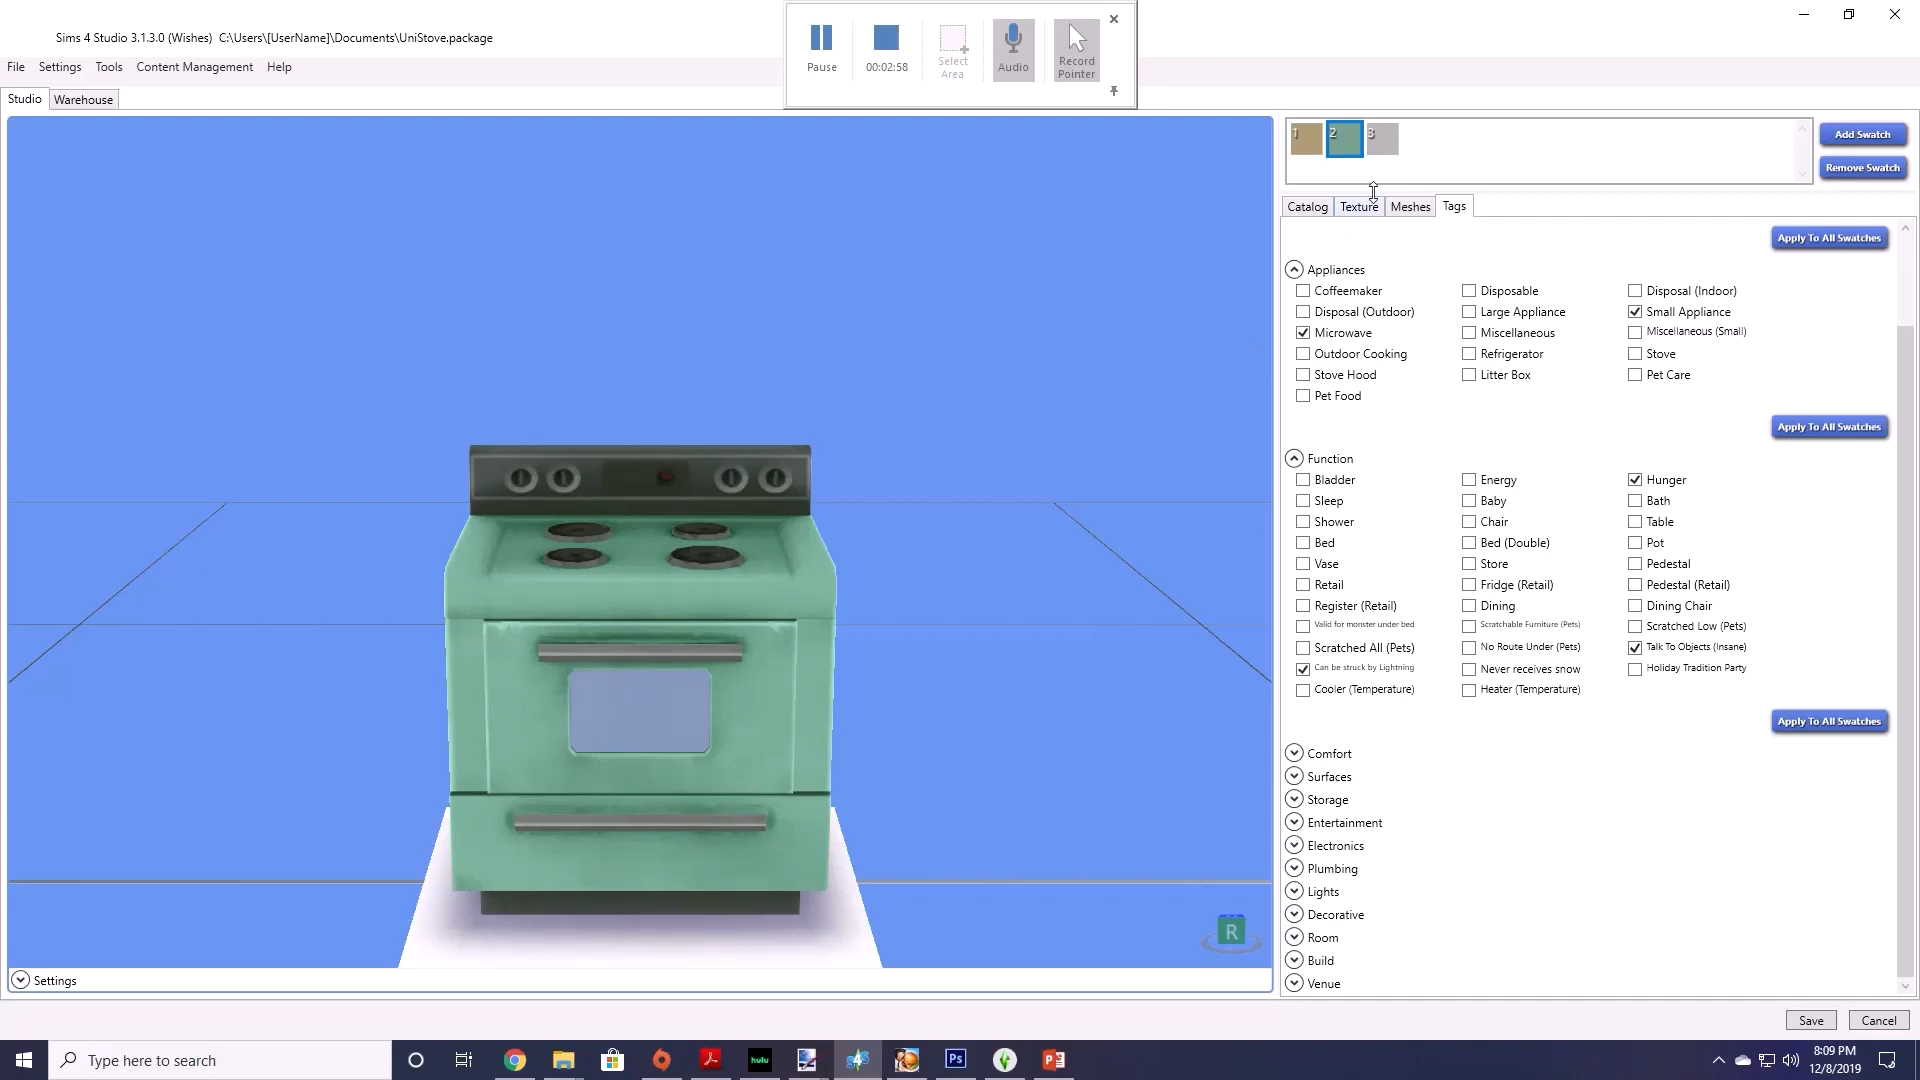 Sims 4 Studio 3.1.3.0 (Wishes) C:\Users\[UserName]\Documents\UniStove.package
Pause
00:02:58
Select Area
Audio
Record Pointer
File Settings Tools Content Management Help
Studio Warehouse
1 2 3
Add Swatch
Remove Swatch
Catalog Texture Meshes Tags
Apply To All Swatches
Appliances
Coffeemaker Disposable Disposal (Indoor)
Disposal (Outdoor) Large Appliance Small Appliance
Microwave Miscellaneous Miscellaneous (Small)
Outdoor Cooking Refrigerator Stove
Stove Hood Litter Box Pet Care
Pet Food
Apply To All Swatches
Function
Bladder Energy Hunger
Sleep Baby Bath
Shower Chair Table
Bed Bed (Double) Pot
Vase Store Pedestal
Retail Fridge (Retail) Pedestal (Retail)
Register (Retail) Dining Dining Chair
Valid for monster under bed Scratchable Furniture (Pets) Scratched Low (Pets)
Scratched All (Pets) No Route Under (Pets) Talk To Objects (Insane)
Can be struck by Lightning Never receives snow Holiday Tradition Party
Cooler (Temperature) Heater (Temperature)
Apply To All Swatches
Comfort
Surfaces
Storage
Entertainment
Electronics
Plumbing
Lights
Decorative
Room
Build
Venue
R
Settings
Save Cancel
Type here to search
hulu
Ps
8:09 PM
12/8/2019